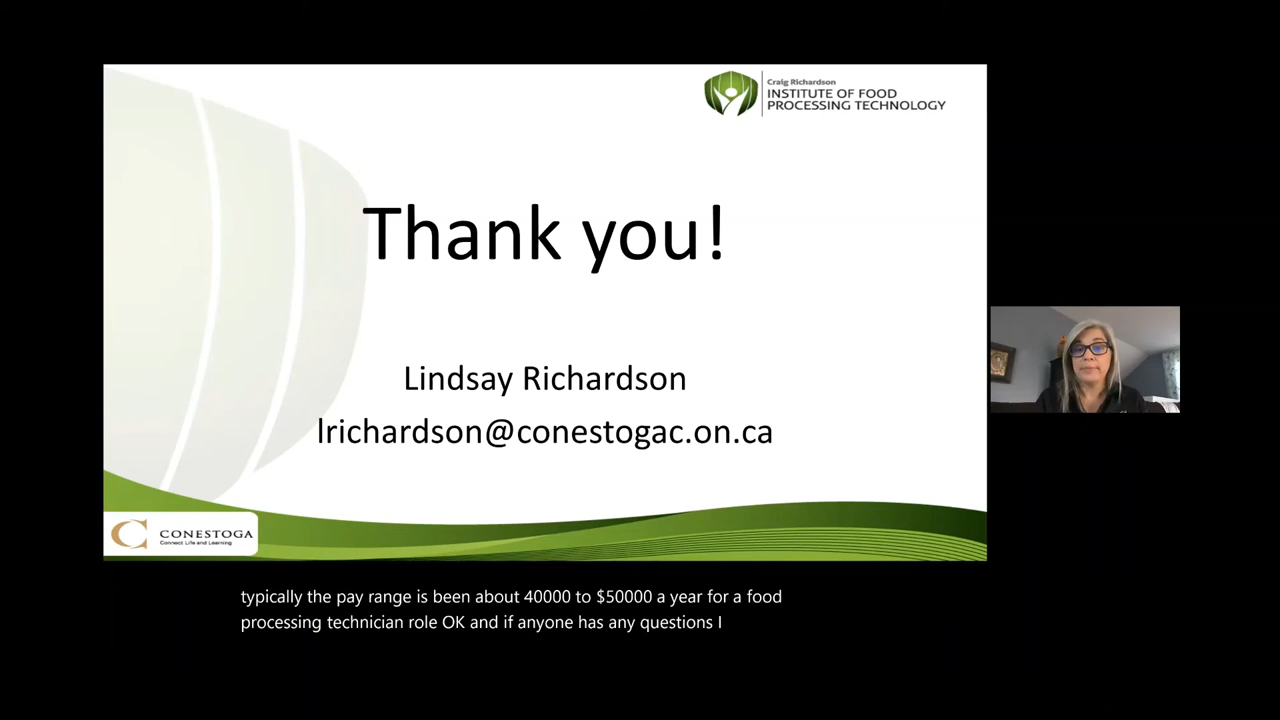 Craig Richardson
INSTITUTE OF FOOD
PROCESSING TECHNOLOGY
Thank you!
Lindsay Richardson
lrichardson@conestogac.on.ca
CONESTOGA
Connect Life and Learning
typically the pay range is been about 40000 to $50000 a year for a food
processing technician role OK and if anyone has any questions I